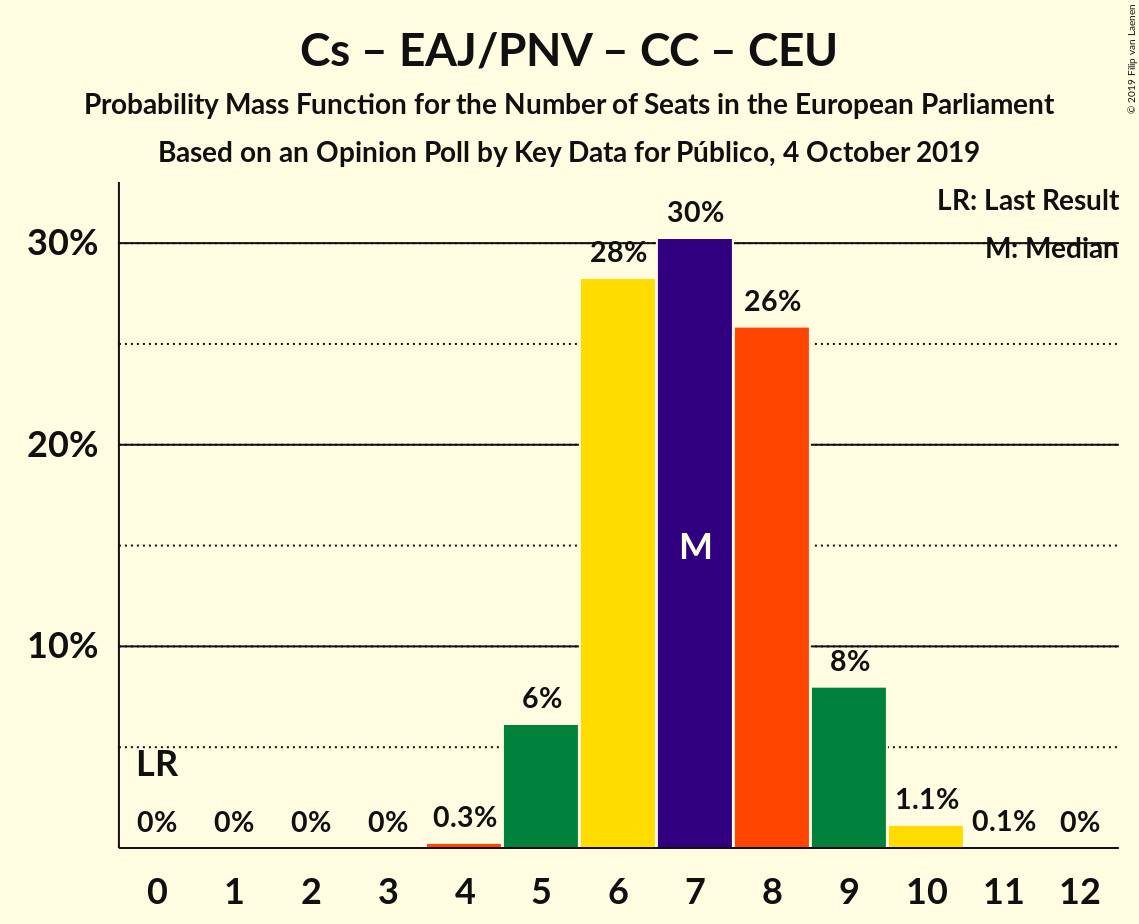 Cs – EAJ/PNV – CC – CEU
Probability Mass Function for the Number of Seats in the European Parliament
Based on an Opinion Poll by Key Data for Público, 4 October 2019
© 2019 Filip van Laenen
LR: Last Result
M: Median
30%
20%
10%
LR
0%
0%
0%
0%
0.3%
6%
28%
30%
26%
8%
1.1%
0.1%
0%
M
0 1 2 3 4 5 6 7 8 9 10 11 12